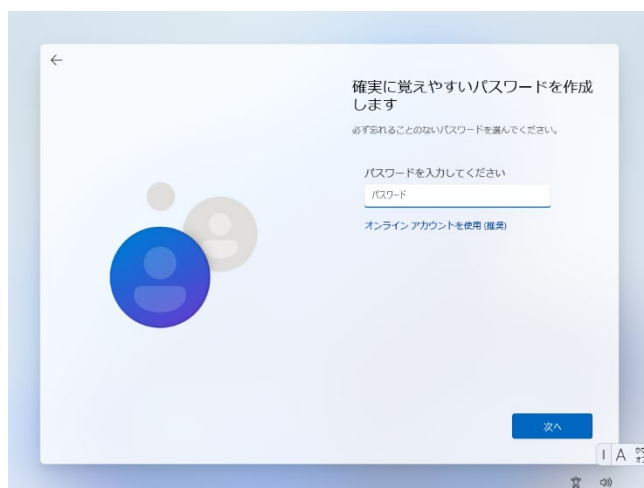 確実に覚えやすいパスワードを作成
します
必ず忘れることのないパスワードを選んでください。
パスワードを入力してください
パスワード
オンライン アカウントを使用 (推奨)
次へ
A